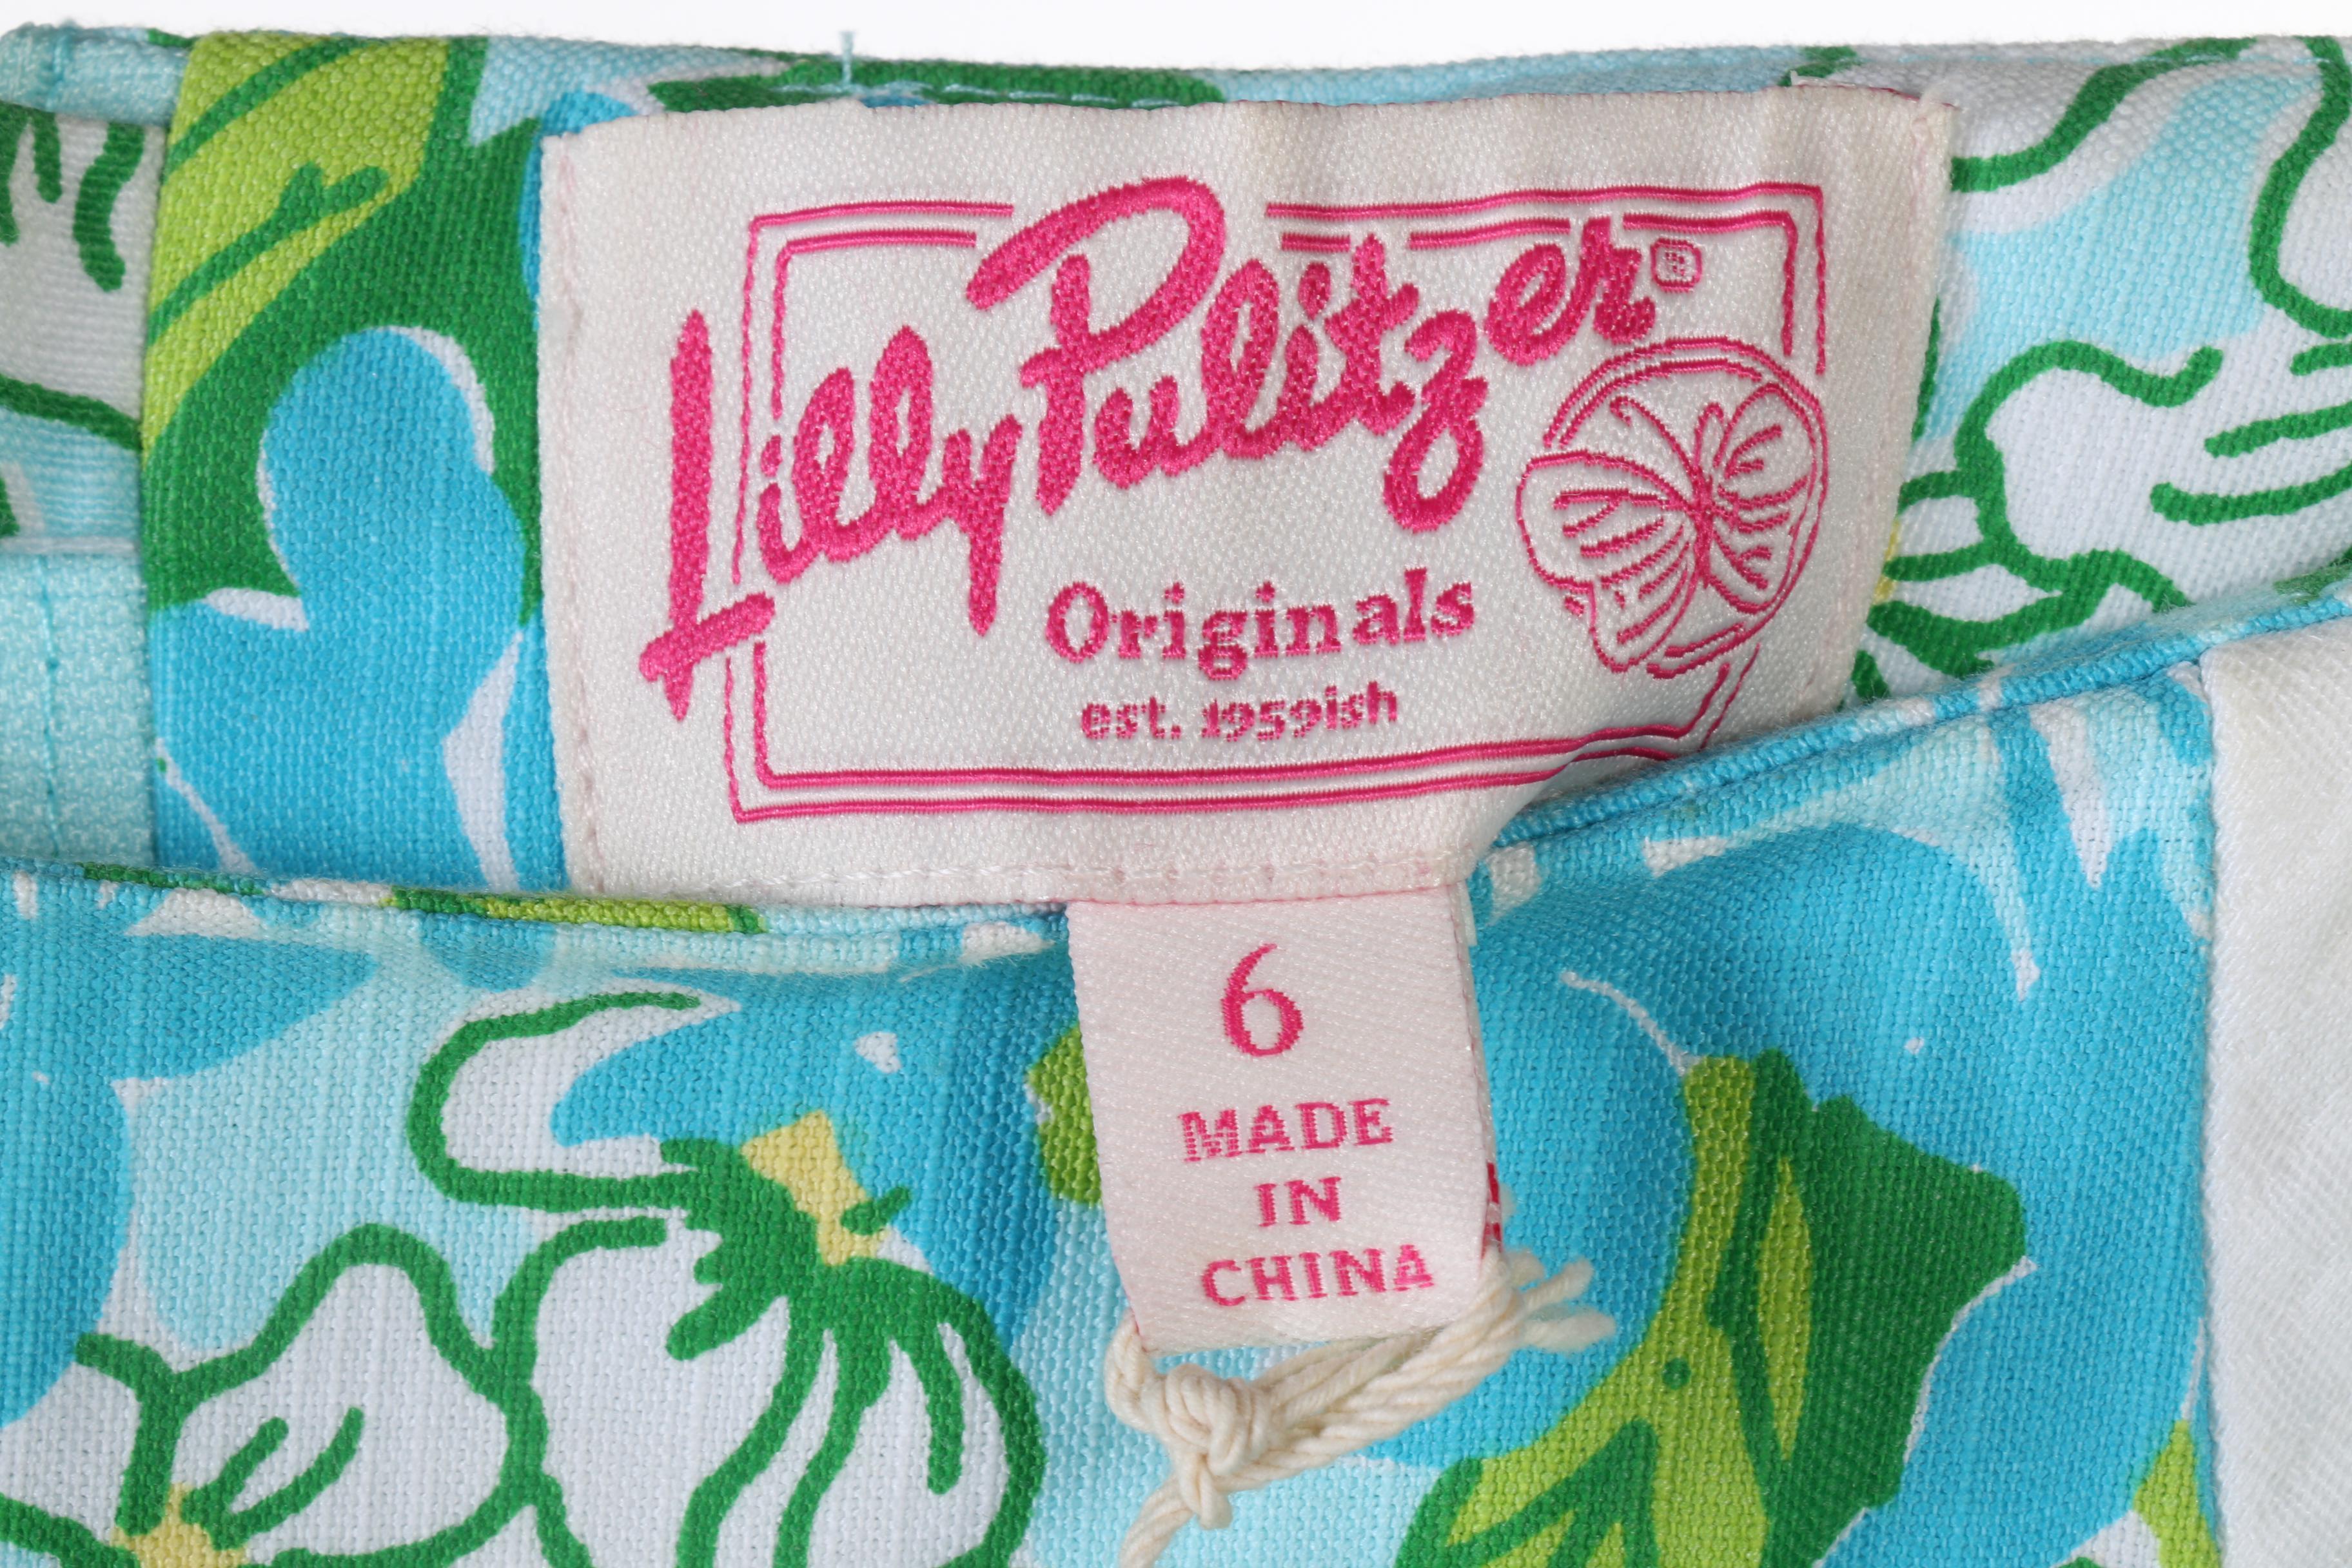 Lilly Pulitzer®
Originals
est. 1959ish
6
MADE
IN
CHINA